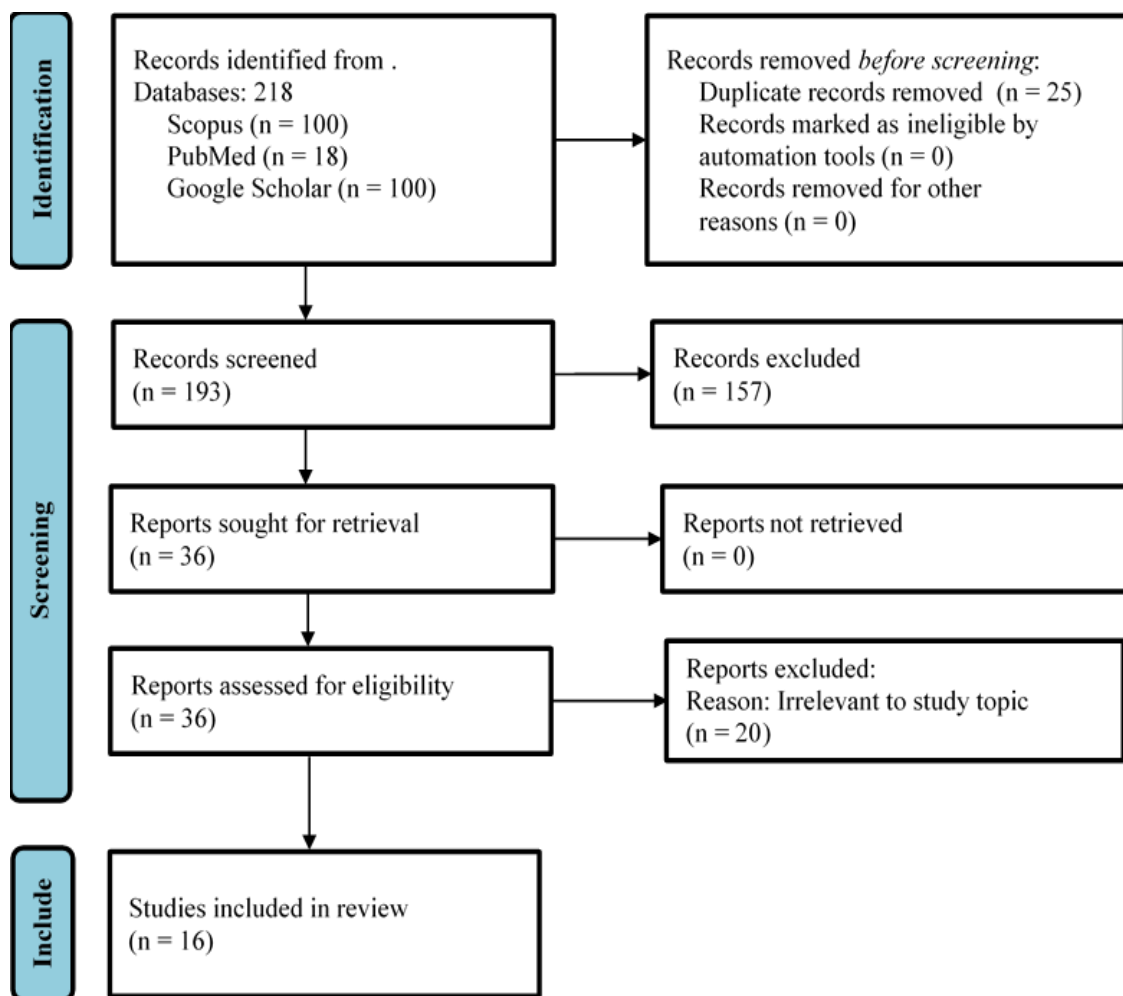 Identification
Records identified from .
Databases: 218
Scopus (n = 100)
PubMed (n = 18)
Google Scholar (n = 100)
Records removed before screening:
Duplicate records removed  (n = 25)
Records marked as ineligible by
automation tools (n = 0)
Records removed for other
reasons (n = 0)
Screening
Records screened
(n = 193)
Records excluded
(n = 157)
Reports sought for retrieval
(n = 36)
Reports not retrieved
(n = 0)
Reports assessed for eligibility
(n = 36)
Reports excluded:
Reason: Irrelevant to study topic
(n = 20)
Include
Studies included in review
(n = 16)